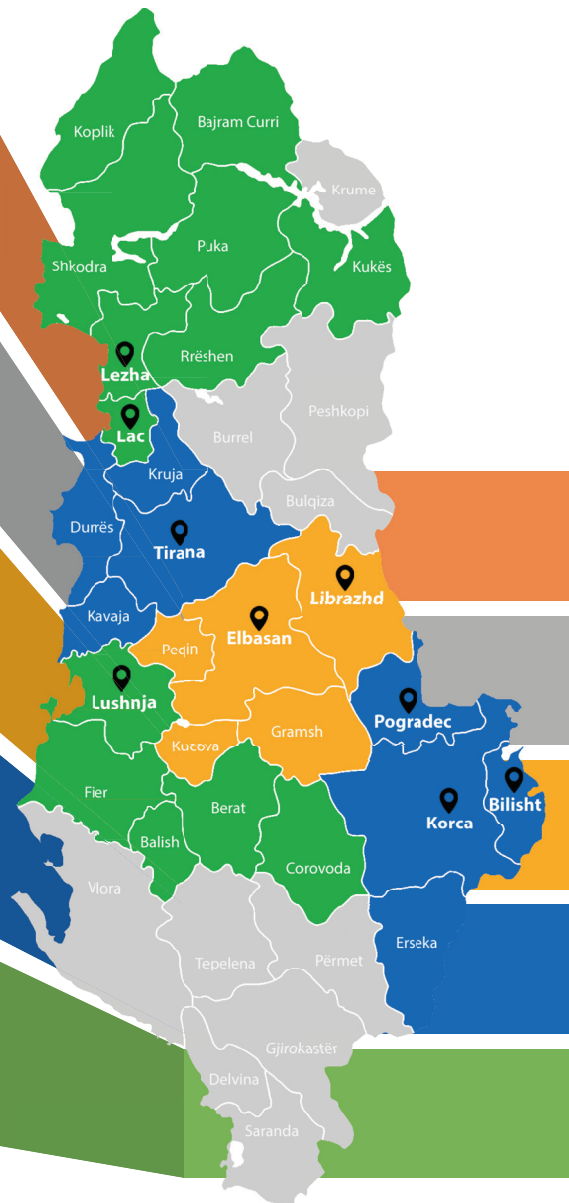 Koplik
Bajram Curri
Krume
Puka
Shkodra
Kukës
Rrëshen
Lezha
Peshkopi
Lac
Burrel
Kruja
Bulqiza
Durrës
Tirana
Librazhd
Kavaja
Elbasan
Peqin
Lushnja
Pogradec
Gramsh
Kucova
Fier
Berat
Bilisht
Korca
Balish
Corovoda
Vlora
Erseka
Tepelena
Përmet
Gjirokastër
Delvina
Saranda